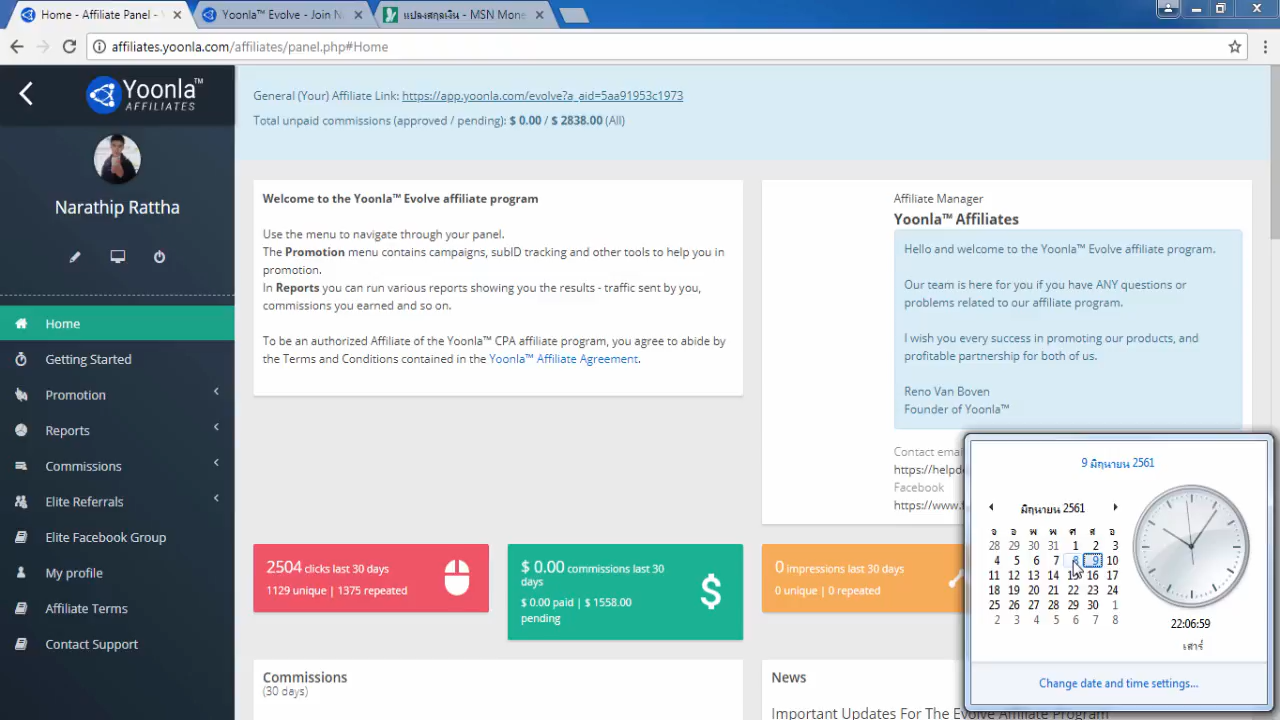 Home - Affiliate Panel -
Yoonla™ Evolve - Join N
แปลงสกุลเงิน - MSN Mone
affiliates.yoonla.com/affiliates/panel.php#Home
Yoonla™
AFFILIATES
Narathip Rattha
Home
Getting Started
Promotion
Reports
Commissions
Elite Referrals
Elite Facebook Group
My profile
Affiliate Terms
Contact Support
General (Your) Affiliate Link: https://app.yoonla.com/evolve?a_aid=5aa91953c1973
Total unpaid commissions (approved / pending): $ 0.00 / $ 2838.00 (All)
Welcome to the Yoonla™ Evolve affiliate program
Use the menu to navigate through your panel.
The Promotion menu contains campaigns, subID tracking and other tools to help you in
promotion.
In Reports you can run various reports showing you the results - traffic sent by you,
commissions you earned and so on.
To be an authorized Affiliate of the Yoonla™ CPA affiliate program, you agree to abide by
the Terms and Conditions contained in the Yoonla™ Affiliate Agreement.
Affiliate Manager
Yoonla™ Affiliates
Hello and welcome to the Yoonla™ Evolve affiliate program.
Our team is here for you if you have ANY questions or
problems related to our affiliate program.
I wish you every success in promoting our products, and
profitable partnership for both of us.
Reno Van Boven
Founder of Yoonla™
Contact emai
https://helpde
Facebook
https://www.f
2504 clicks last 30 days
1129 unique | 1375 repeated
$ 0.00 commissions last 30
days
$ 0.00 paid | $ 1558.00
pending
0 impressions last 30 days
0 unique | 0 repeated
Commissions
(30 days)
News
Important Updates For The Evolve Affiliate Program
9 มิถุนายน 2561
มิถุนายน 2561
จ อ พ พ ศ ส อ
28 29 30 31 1 2 3
4 5 6 7 8 9 10
11 12 13 14 15 16 17
18 19 20 21 22 23 24
25 26 27 28 29 30 1
2 3 4 5 6 7 8
22:06:59
เสาร์
Change date and time settings...